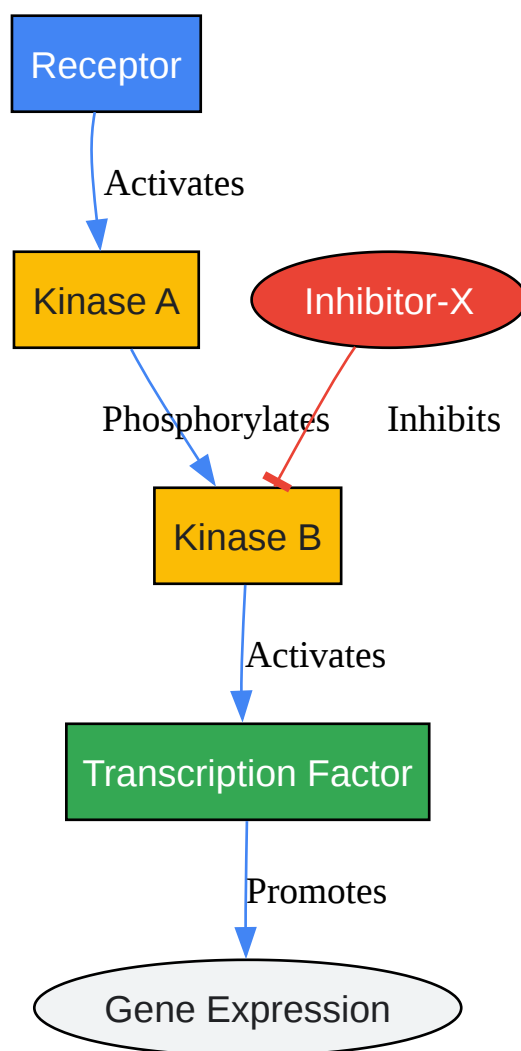 Receptor
Activates
Kinase A
Inhibitor-X
Phosphorylates
Inhibits
Kinase B
Activates
Transcription Factor
Promotes
Gene Expression